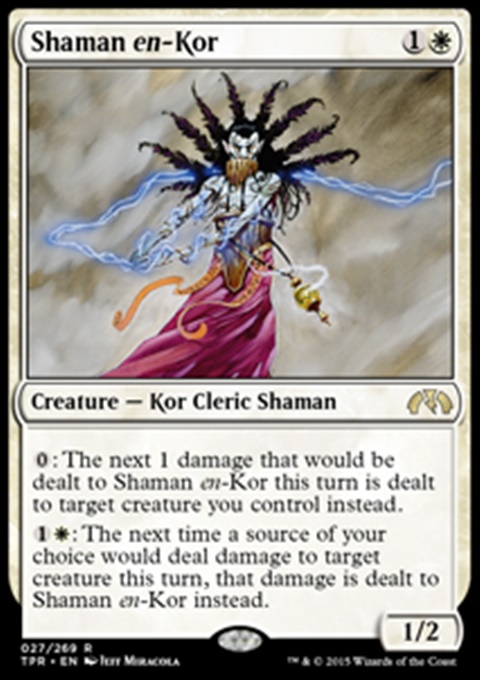 Shaman en-Kor 1
Creature — Kor Cleric Shaman
0: The next 1 damage that would be
dealt to Shaman en-Kor this turn is dealt
to target creature you control instead.
1 : The next time a source of your
choice would deal damage to target
creature this turn, that damage is dealt to
Shaman en-Kor instead.
1/2
027/269 R
TPR • EN Jeff Miracola
™ & © 2015 Wizards of the Coast